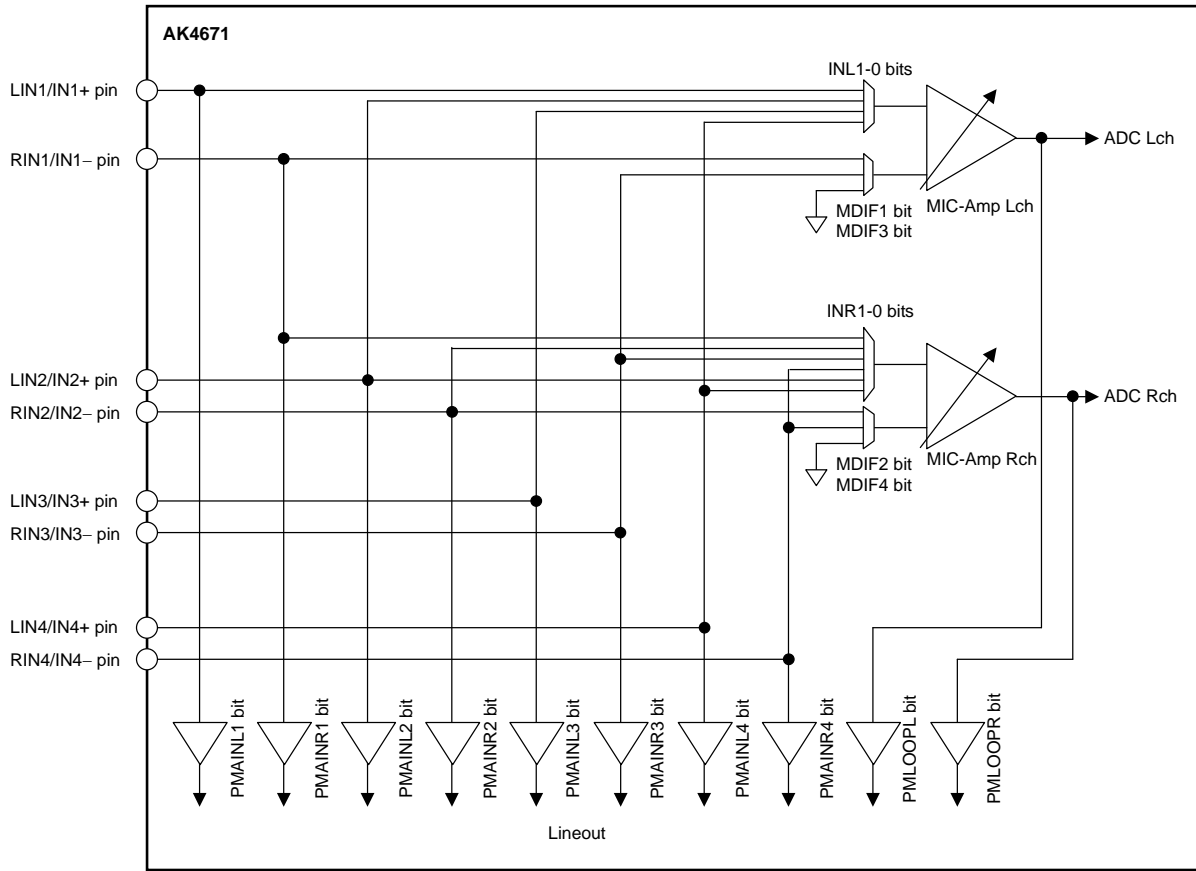 AK4671
LIN1/IN1+ pin
INL1-0 bits
ADC Lch
RIN1/IN1− pin
MDIF1 bit
MDIF3 bit
MIC-Amp Lch
INR1-0 bits
LIN2/IN2+ pin
ADC Rch
RIN2/IN2− pin
MDIF2 bit
MDIF4 bit
MIC-Amp Rch
LIN3/IN3+ pin
RIN3/IN3− pin
LIN4/IN4+ pin
RIN4/IN4− pin
PMAINL1 bit
PMAINR1 bit
PMAINL2 bit
PMAINR2 bit
PMAINL3 bit
PMAINR3 bit
PMAINL4 bit
PMAINR4 bit
PMLOOPL bit
PMLOOPR bit
Lineout